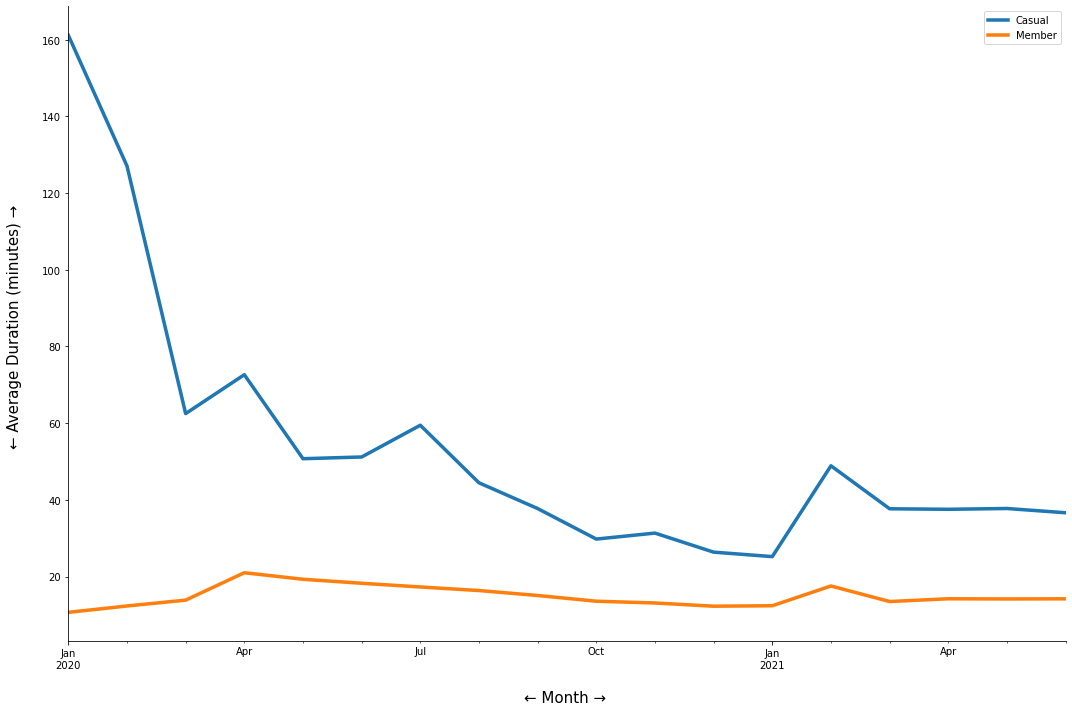 Casual
Member
160
140
120
100
80
60
40
20
← Average Duration (minutes) →
Jan
2020
Apr
Jul
Oct
Jan
2021
Apr
← Month →